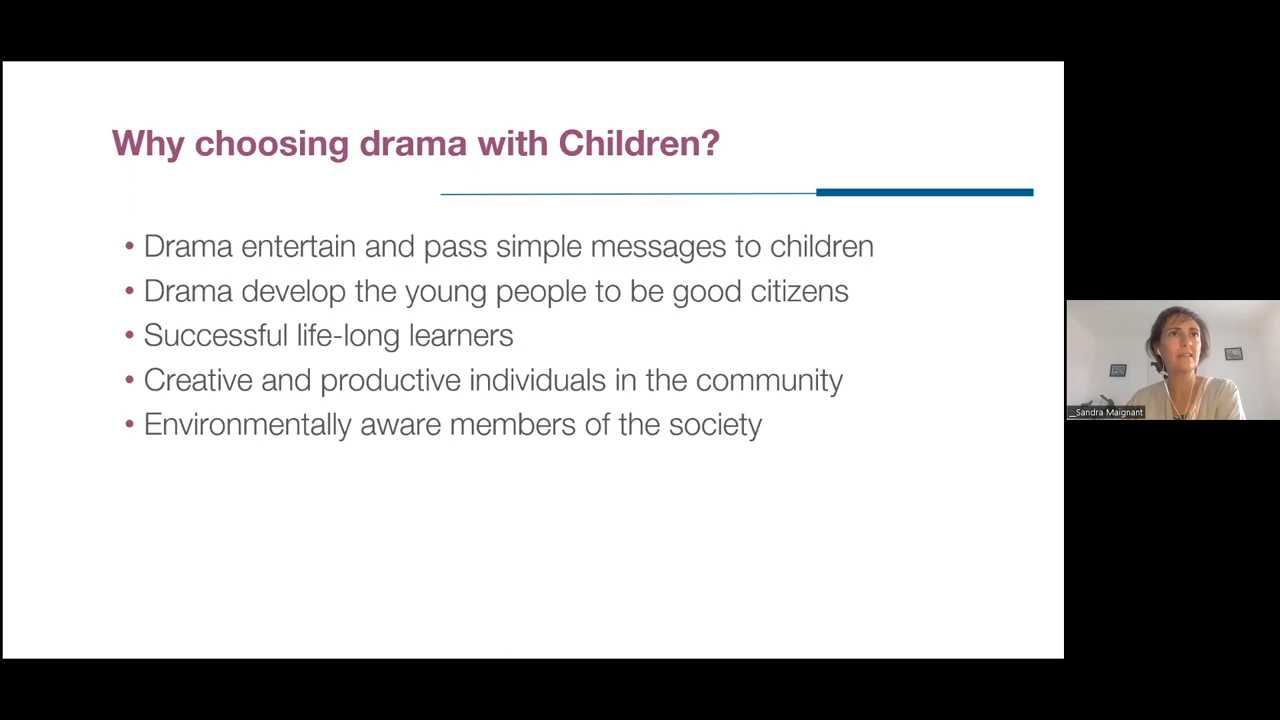 Why choosing drama with Children?
• Drama entertain and pass simple messages to children
• Drama develop the young people to be good citizens
• Successful life-long learners
• Creative and productive individuals in the community
• Environmentally aware members of the society
__Sandra Maignant